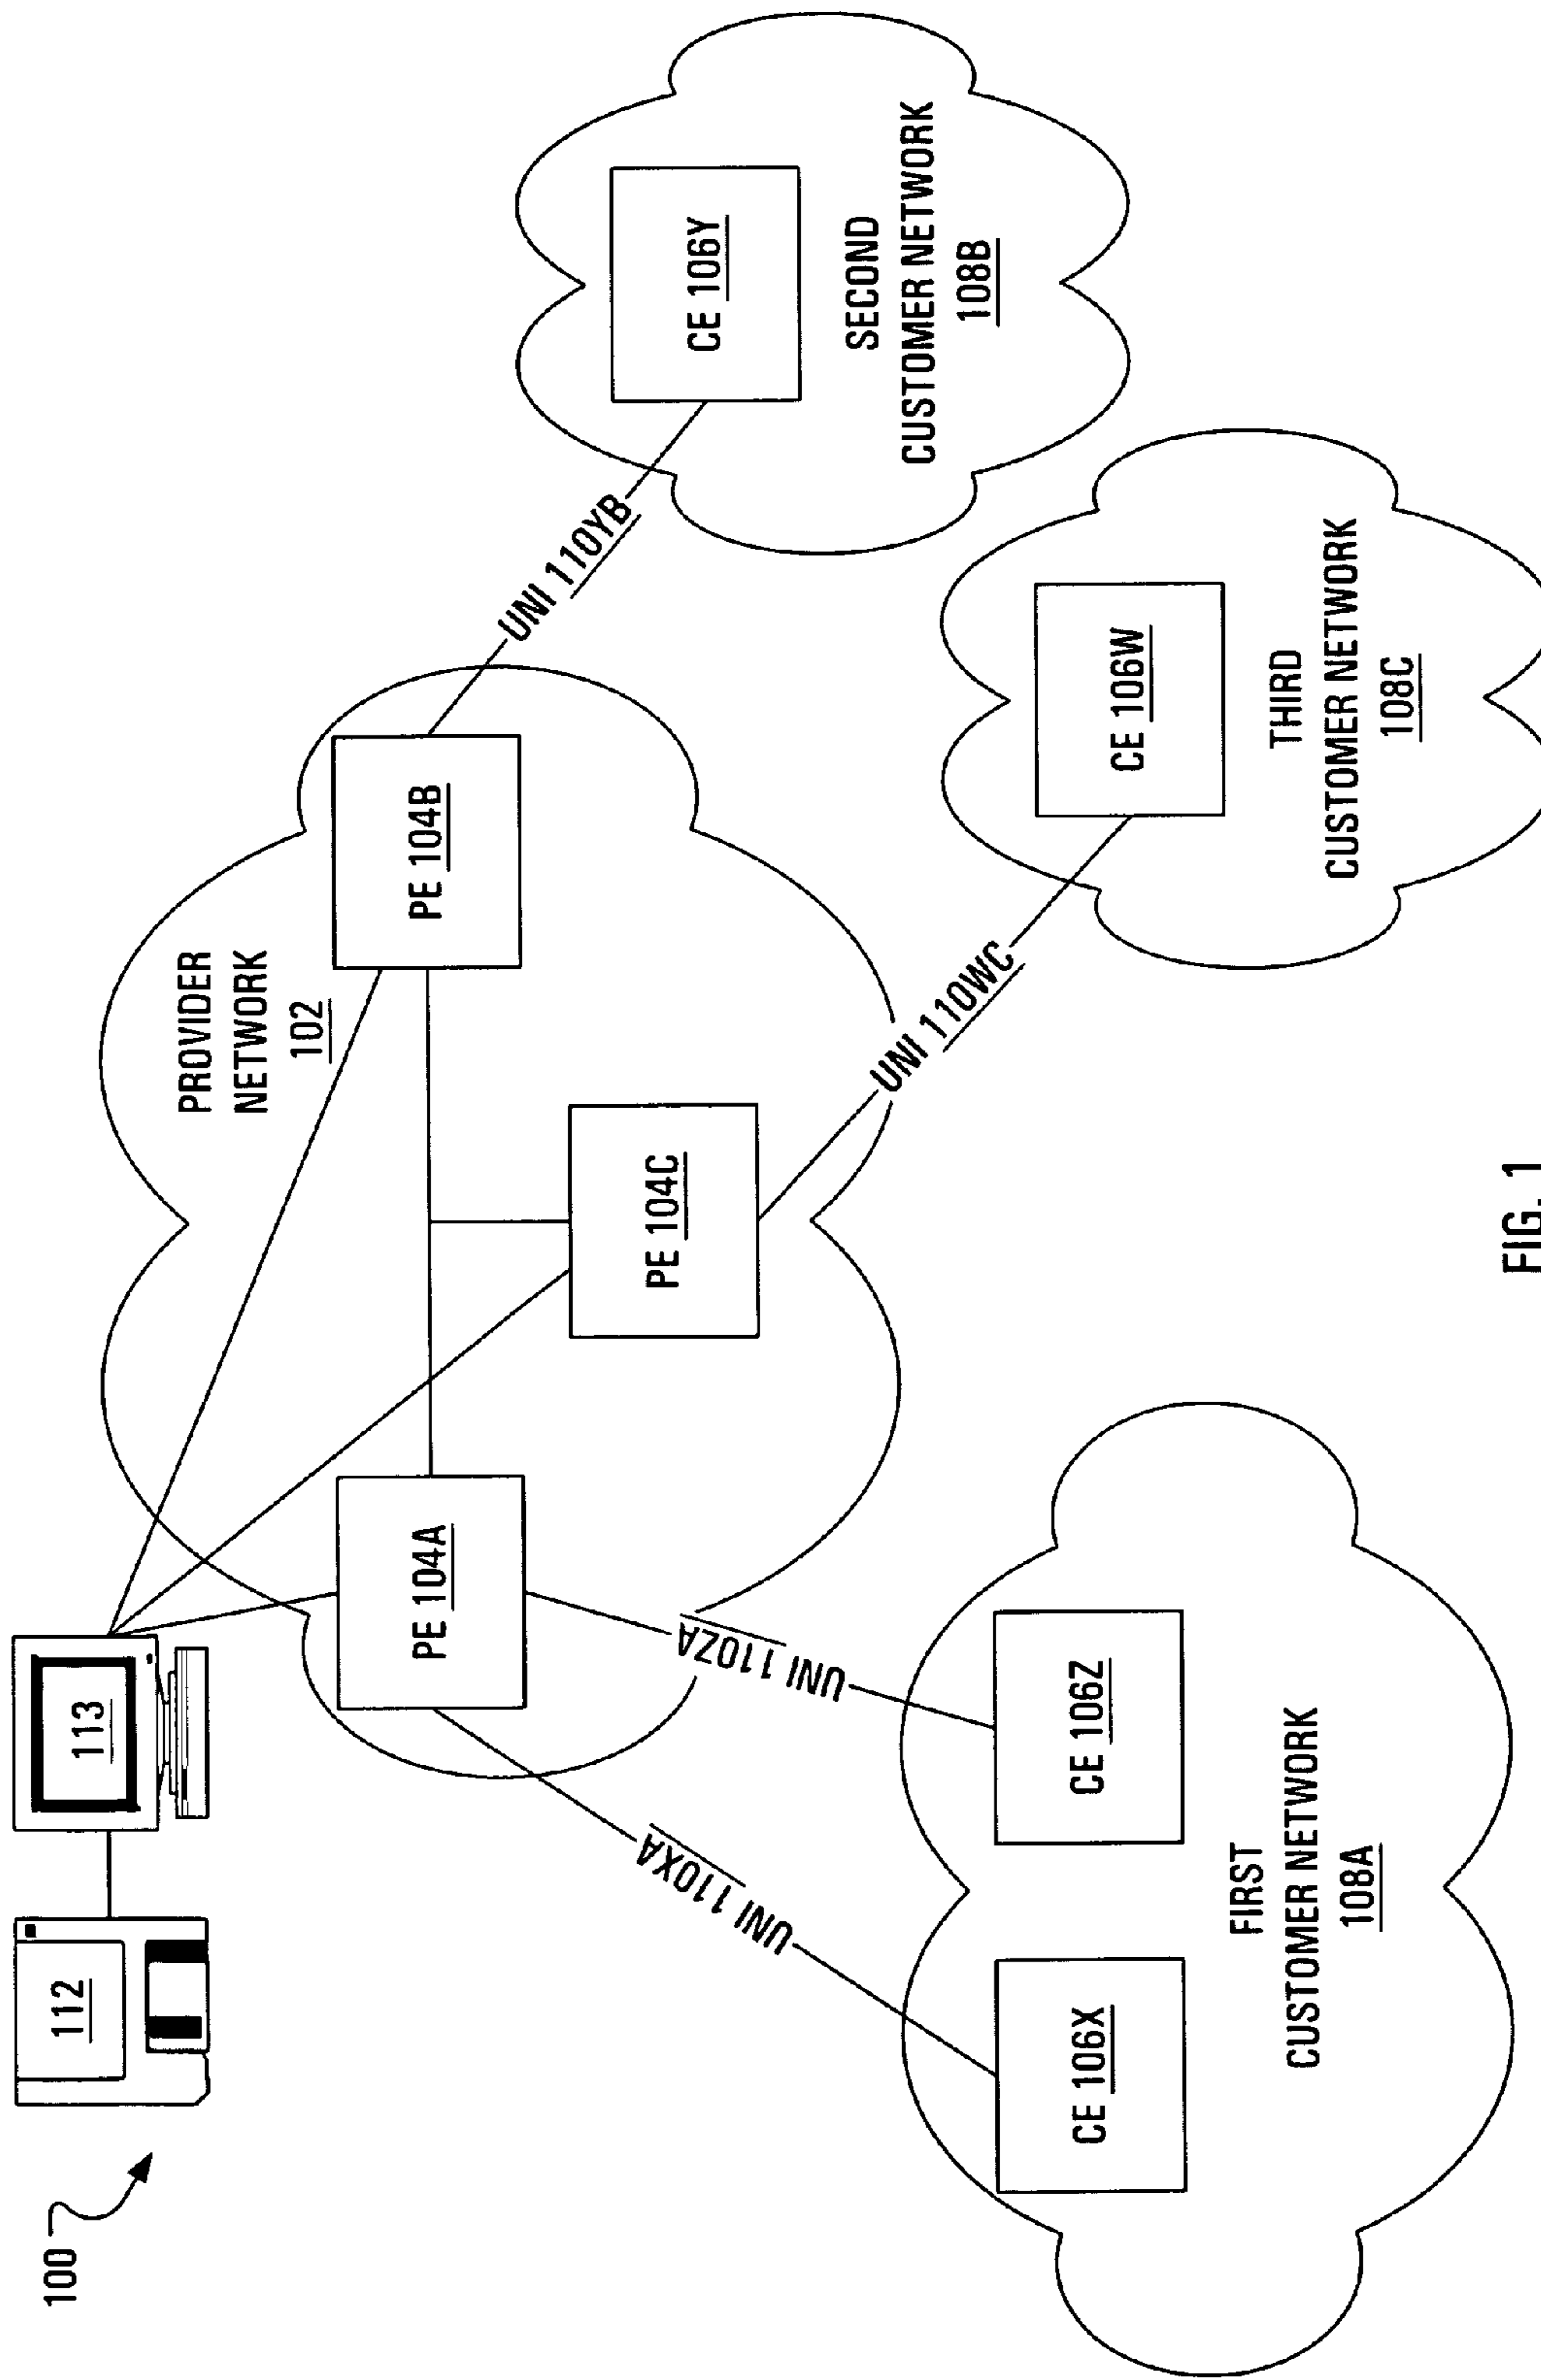 100
112
113
PROVIDER
NETWORK
102
PE 104A
PE 104B
PE 104C
UNI 110XA
UNI 110ZA
UNI 110YB
UNI 110WC
CE 106X
CE 106Z
FIRST
CUSTOMER NETWORK
108A
CE 106Y
SECOND
CUSTOMER NETWORK
108B
CE 106W
THIRD
CUSTOMER NETWORK
108C
FIG. 1